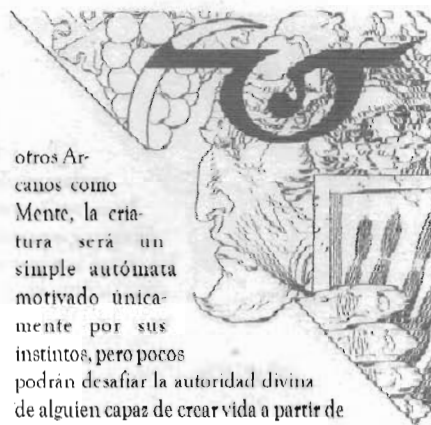 otros Ar-
canos como
Mente, la cria-
tura será un
simple autómata
motivado única-
mente por sus
instintos, pero pocos
podrán desafiar la autoridad divina
de alguien capaz de crear vida a partir de